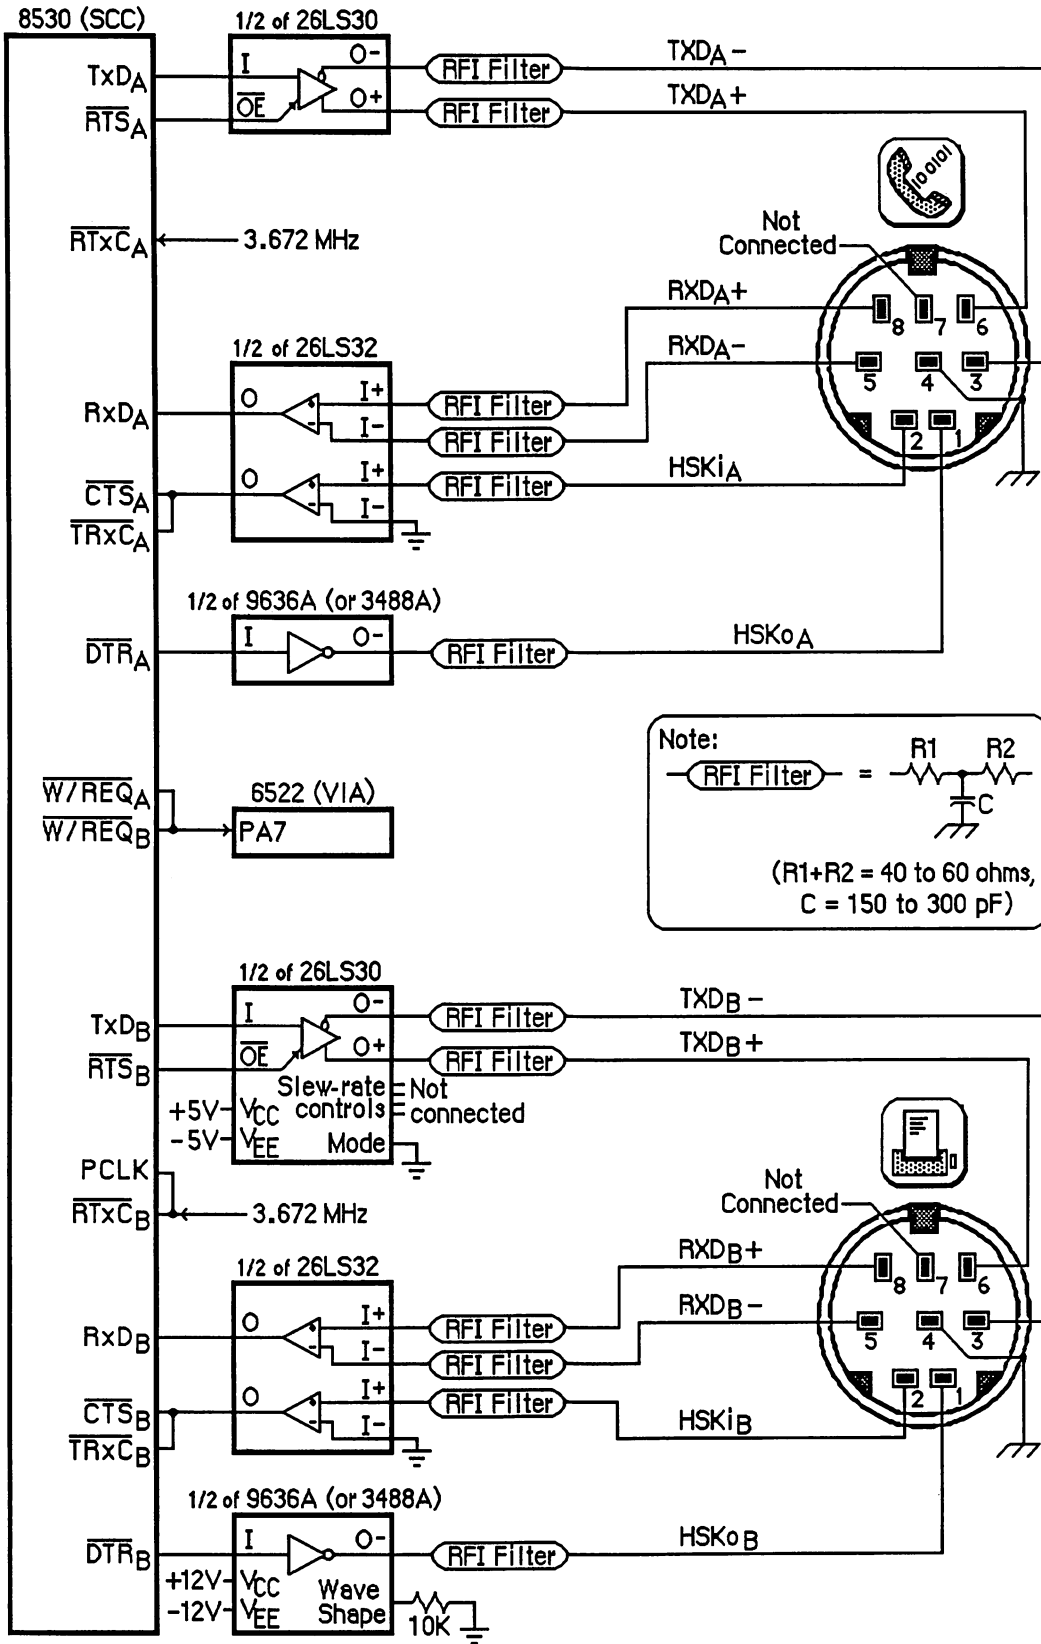 8530 (SCC)
1/2 of 26LS30
TxDA
I
O-
RFI Filter
TXDA-
RTSA
OE
O+
RFI Filter
TXDA+
100101
RTxCA
3.672 MHz
Not
Connected
RXDA+
8
7
6
1/2 of 26LS32
RXDA-
5
4
3
RxDA
O
I+
RFI Filter
I-
RFI Filter
2
1
CTSA
O
I+
RFI Filter
HSKiA
I-
TRxCA
1/2 of 9636A (or 3488A)
DTRA
I
O-
RFI Filter
HSKoA
Note:
RFI Filter
=
R1
R2
C
(R1+R2 = 40 to 60 ohms,
C = 150 to 300 pF)
W/REQA
6522 (VIA)
W/REQB
PA7
1/2 of 26LS30
TxDB
I
O-
RFI Filter
TXDB-
RTSB
OE
O+
RFI Filter
TXDB+
Slew-rate
controls
Not
connected
+5V
VCC
-5V
VEE
Mode
PCLK
RTxCB
3.672 MHz
Not
Connected
1/2 of 26LS32
RXDB+
8
7
6
RXDB-
5
4
3
RxDB
O
I+
RFI Filter
I-
RFI Filter
2
1
CTSB
O
I+
RFI Filter
HSKiB
I-
TRxCB
1/2 of 9636A (or 3488A)
DTRB
I
O-
RFI Filter
HSKoB
+12V
VCC
-12V
VEE
Wave
Shape
10K